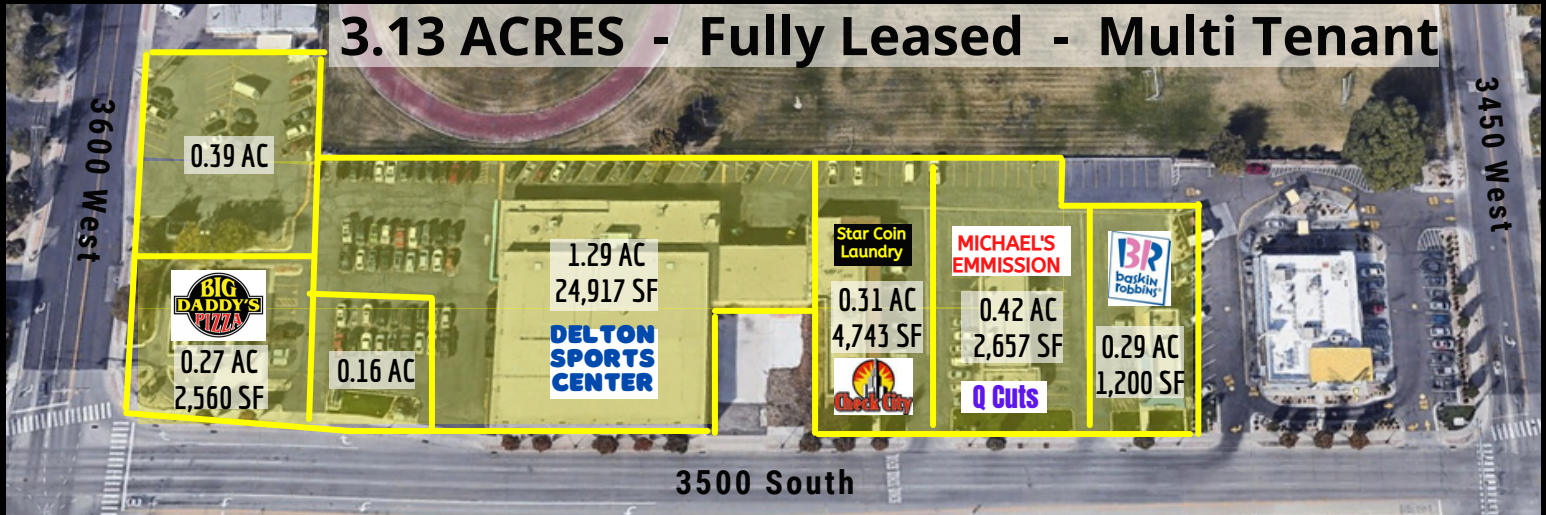 3.13 ACRES - Fully Leased - Multi Tenant
3600 West
3450 West
0.39 AC
BIG
DADDY'S
PIZZA
0.27 AC
2,560 SF
0.16 AC
1.29 AC
24,917 SF
DELTON
SPORTS
CENTER
Star Coin
Laundry
0.31 AC
4,743 SF
Check City
MICHAEL'S
EMMISSION
0.42 AC
2,657 SF
Q Cuts
BR
baskin
robbins
0.29 AC
1,200 SF
3500 South